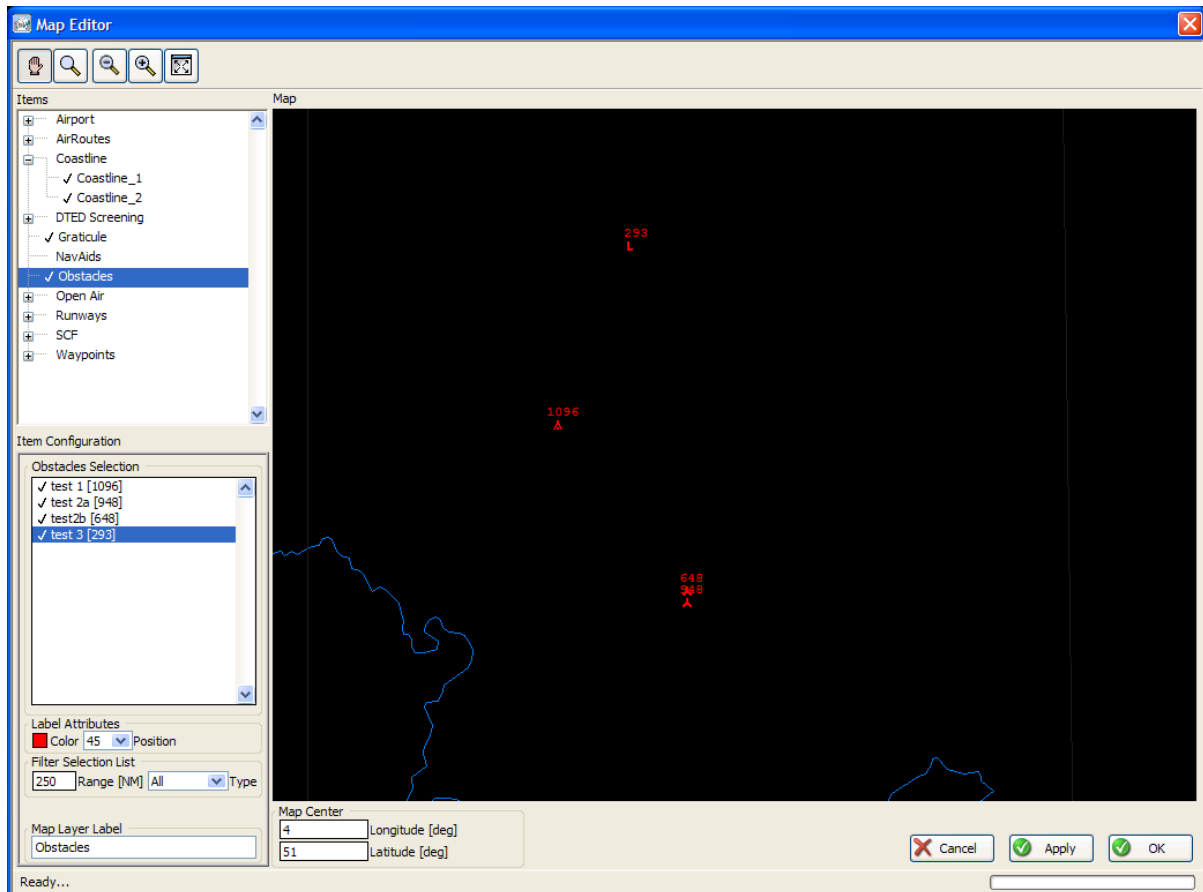 Map Editor
Items
Map
Airport
AirRoutes
Coastline
✓ Coastline_1
✓ Coastline_2
DTED Screening
✓ Graticule
NavAids
✓ Obstacles
Open Air
Runways
SCF
Waypoints
293
L
1096
648
948
Item Configuration
Obstacles Selection
✓ test 1 [1096]
✓ test 2a [948]
✓ test2b [648]
✓ test 3 [293]
Label Attributes
Color 45 Position
Filter Selection List
250 Range [NM] All Type
Map Layer Label
Obstacles
Map Center
4 Longitude [deg]
51 Latitude [deg]
Cancel Apply OK
Ready...